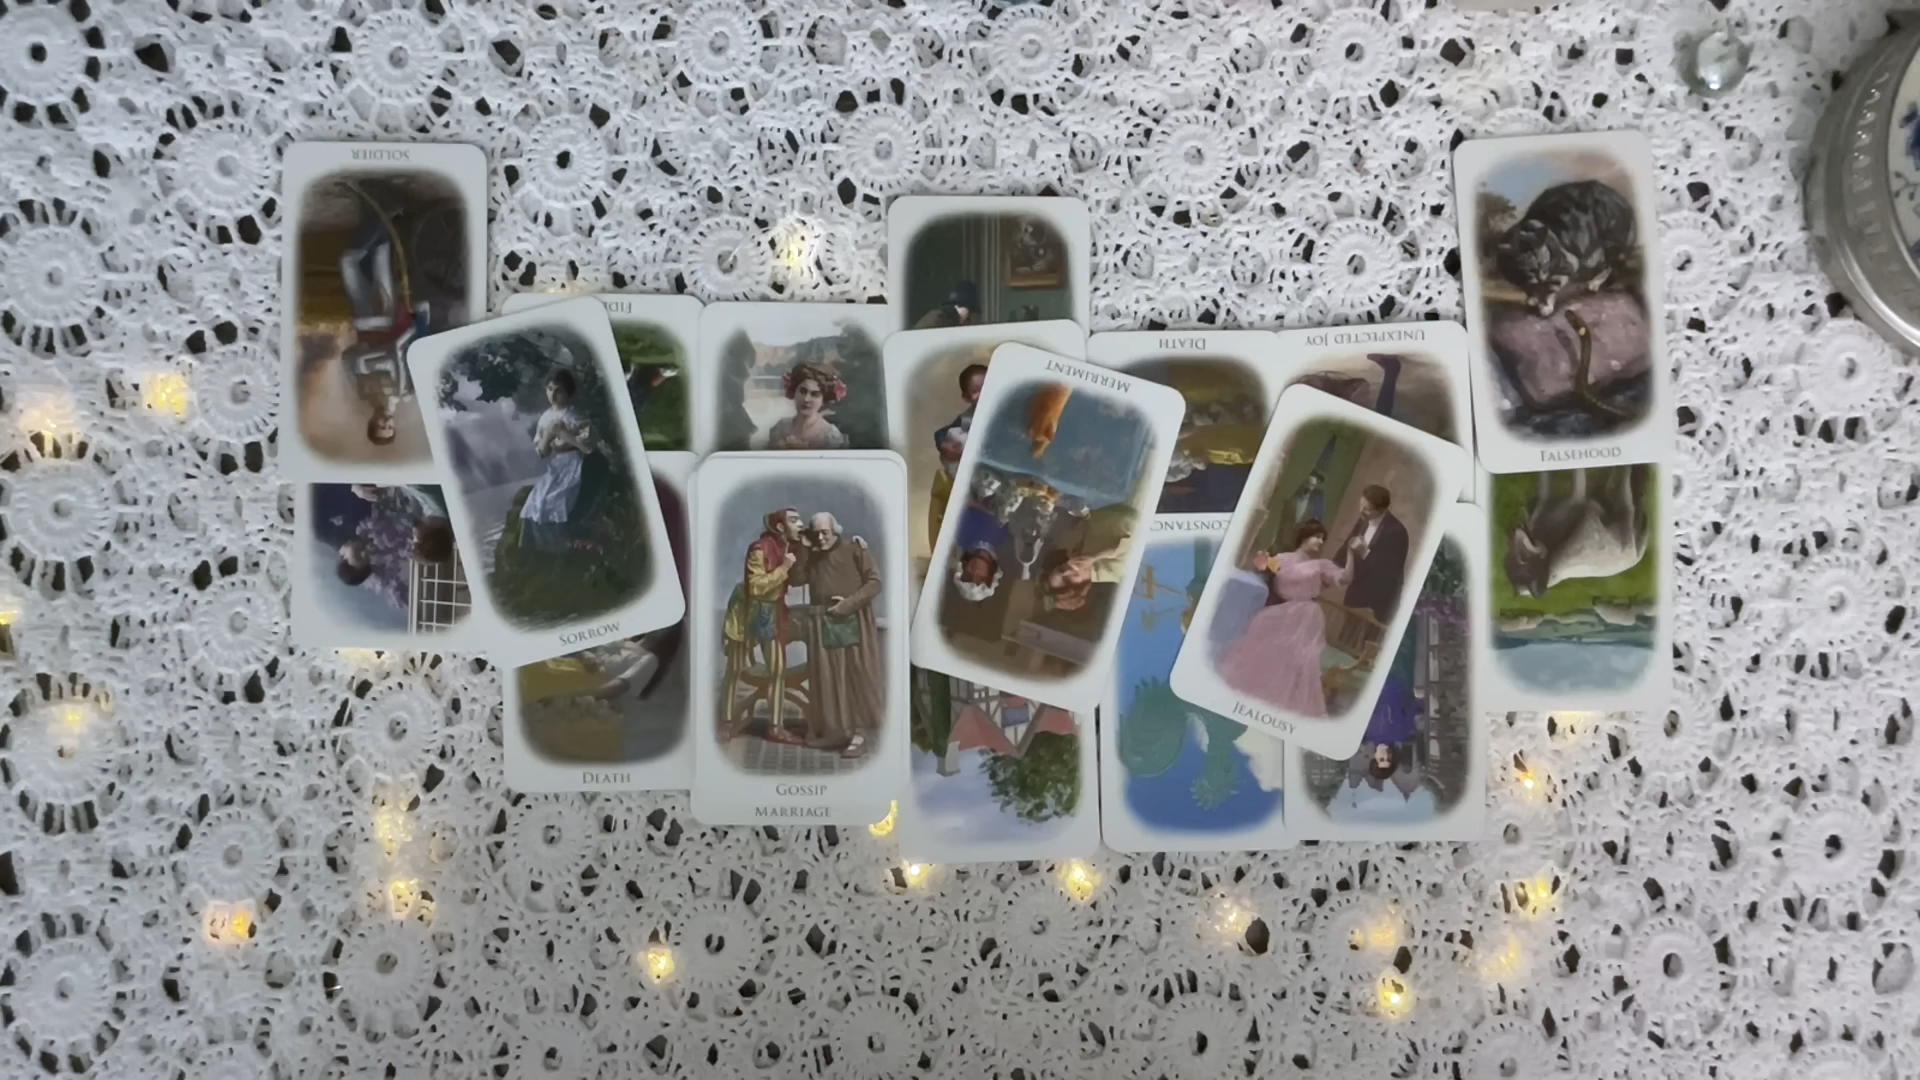 SOLDIER
UNEXPECTED JOY
DEATH
MERRIMENT
FALSEHOOD
SORROW
JEALOUSY
DEATH
GOSSIP
MARRIAGE